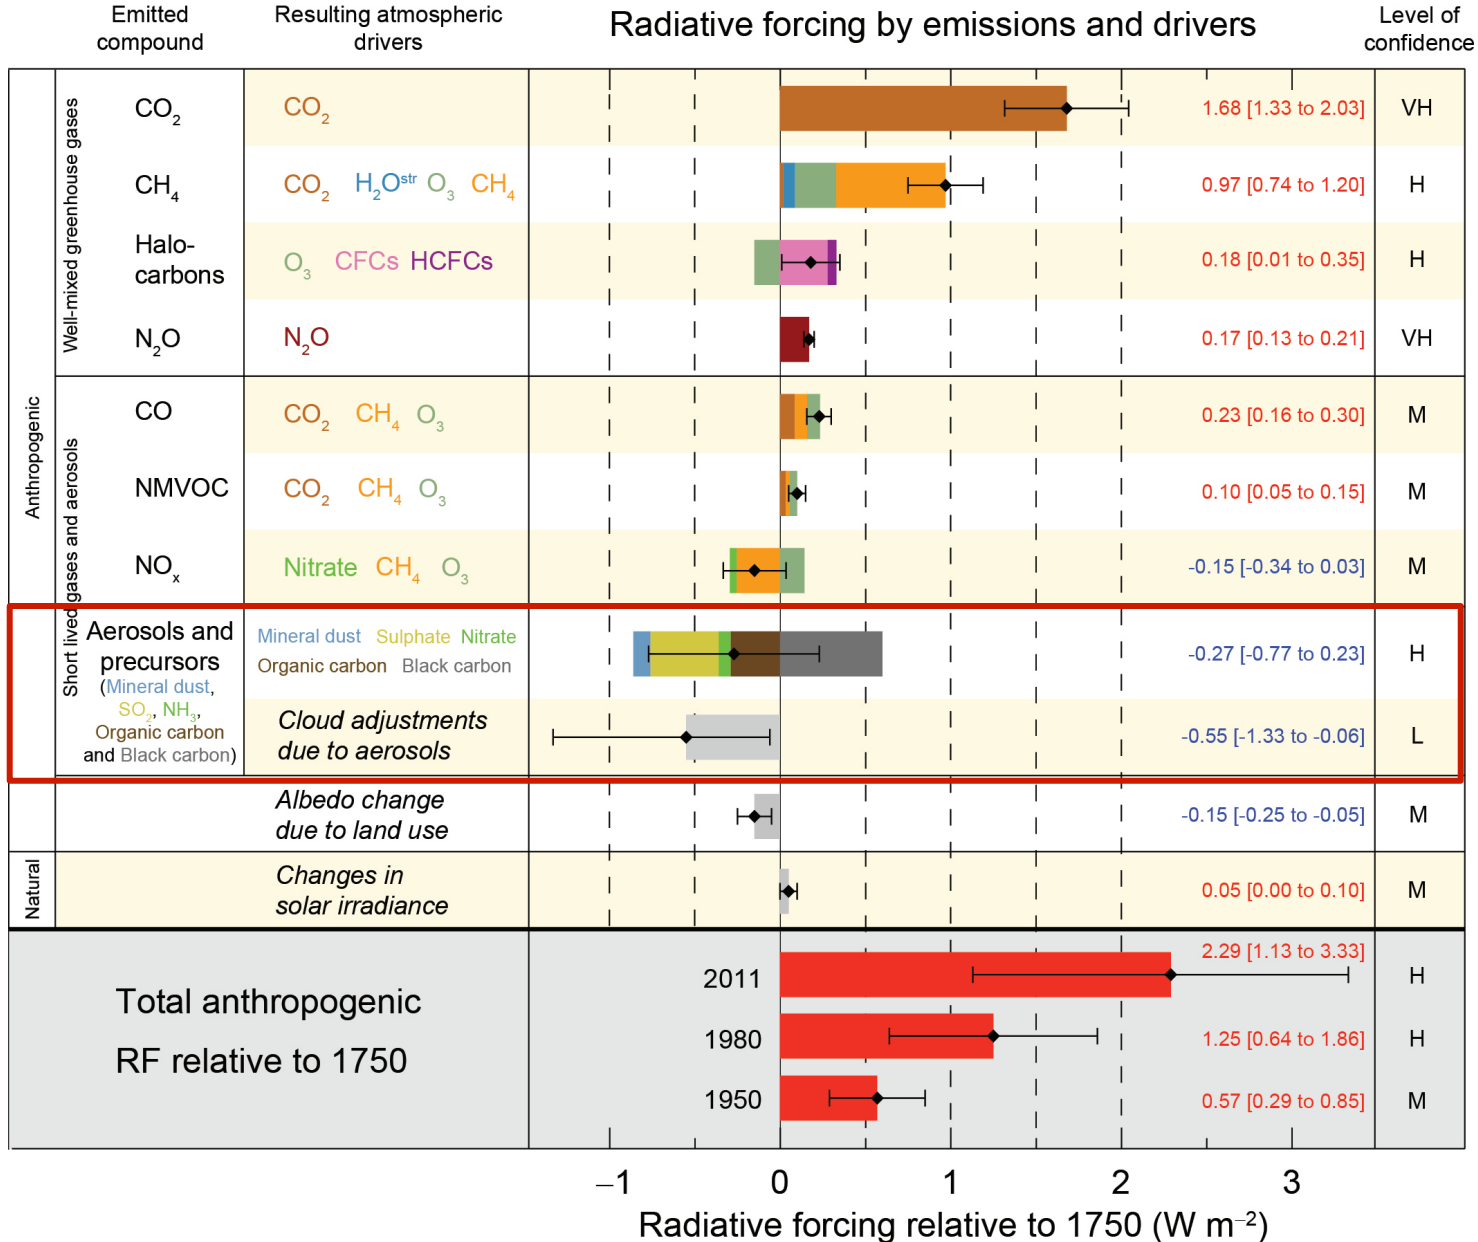 Emitted compound
Resulting atmospheric drivers
Radiative forcing by emissions and drivers
Level of confidence
Anthropogenic
Well-mixed greenhouse gases
CO2
CO2
1.68 [1.33 to 2.03]
VH
CH4
CO2 H2Ostr O3 CH4
0.97 [0.74 to 1.20]
H
Halo-
carbons
O3 CFCs HCFCs
0.18 [0.01 to 0.35]
H
N2O
N2O
0.17 [0.13 to 0.21]
VH
Short lived gases and aerosols
CO
CO2 CH4 O3
0.23 [0.16 to 0.30]
M
NMVOC
CO2 CH4 O3
0.10 [0.05 to 0.15]
M
NOx
Nitrate CH4 O3
-0.15 [-0.34 to 0.03]
M
Aerosols and
precursors
(Mineral dust,
SO2, NH3,
Organic carbon
and Black carbon)
Mineral dust Sulphate Nitrate
Organic carbon Black carbon
-0.27 [-0.77 to 0.23]
H
Cloud adjustments
due to aerosols
-0.55 [-1.33 to -0.06]
L
Albedo change
due to land use
-0.15 [-0.25 to -0.05]
M
Natural
Changes in
solar irradiance
0.05 [0.00 to 0.10]
M
Total anthropogenic
RF relative to 1750
2011
2.29 [1.13 to 3.33]
H
1980
1.25 [0.64 to 1.86]
H
1950
0.57 [0.29 to 0.85]
M
–1 0 1 2 3
Radiative forcing relative to 1750 (W m−2)